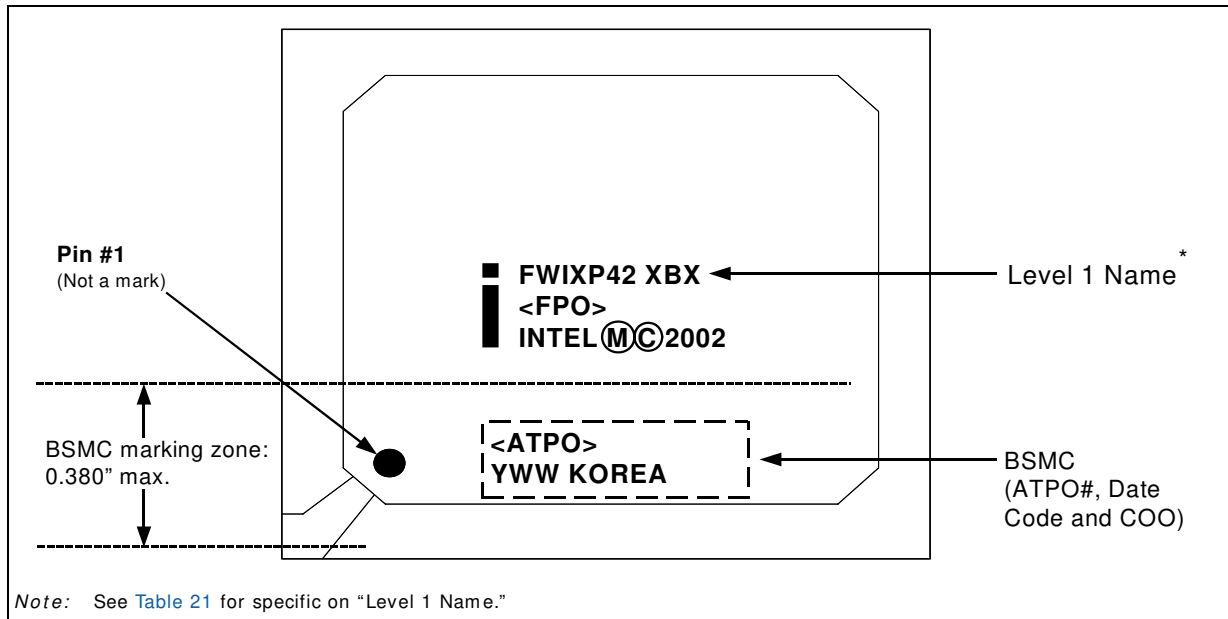 FWIXP42 XBX
<FPO>
INTEL Ⓜ Ⓒ 2002
Level 1 Name*
Pin #1
(Not a mark)
BSMC marking zone:
0.380” max.
<ATPO>
YWW KOREA
BSMC
(ATPO#, Date
Code and COO)
Note: See Table 21 for specific on “Level 1 Name.”